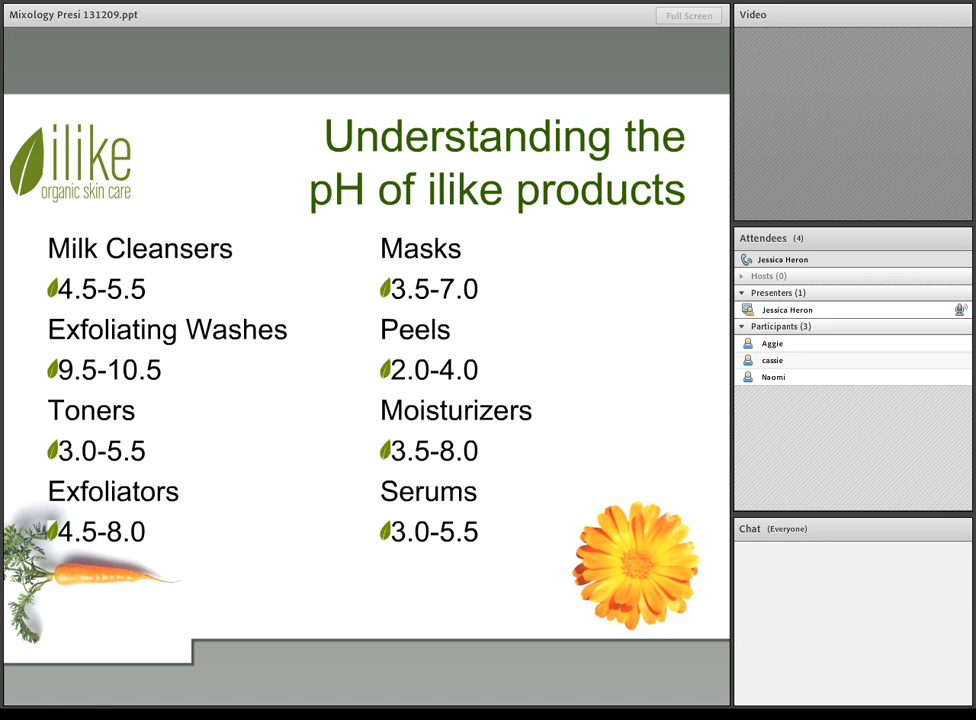 Mixology Presi 131209.ppt
Full Screen
ilike
organic skin care
Understanding the
pH of ilike products
Milk Cleansers
4.5-5.5
Exfoliating Washes
9.5-10.5
Toners
3.0-5.5
Exfoliators
4.5-8.0
Masks
3.5-7.0
Peels
2.0-4.0
Moisturizers
3.5-8.0
Serums
3.0-5.5
Video
Attendees (4)
Jessica Heron
Hosts (0)
Presenters (1)
Jessica Heron
Participants (3)
Aggie
cassie
Naomi
Chat (Everyone)